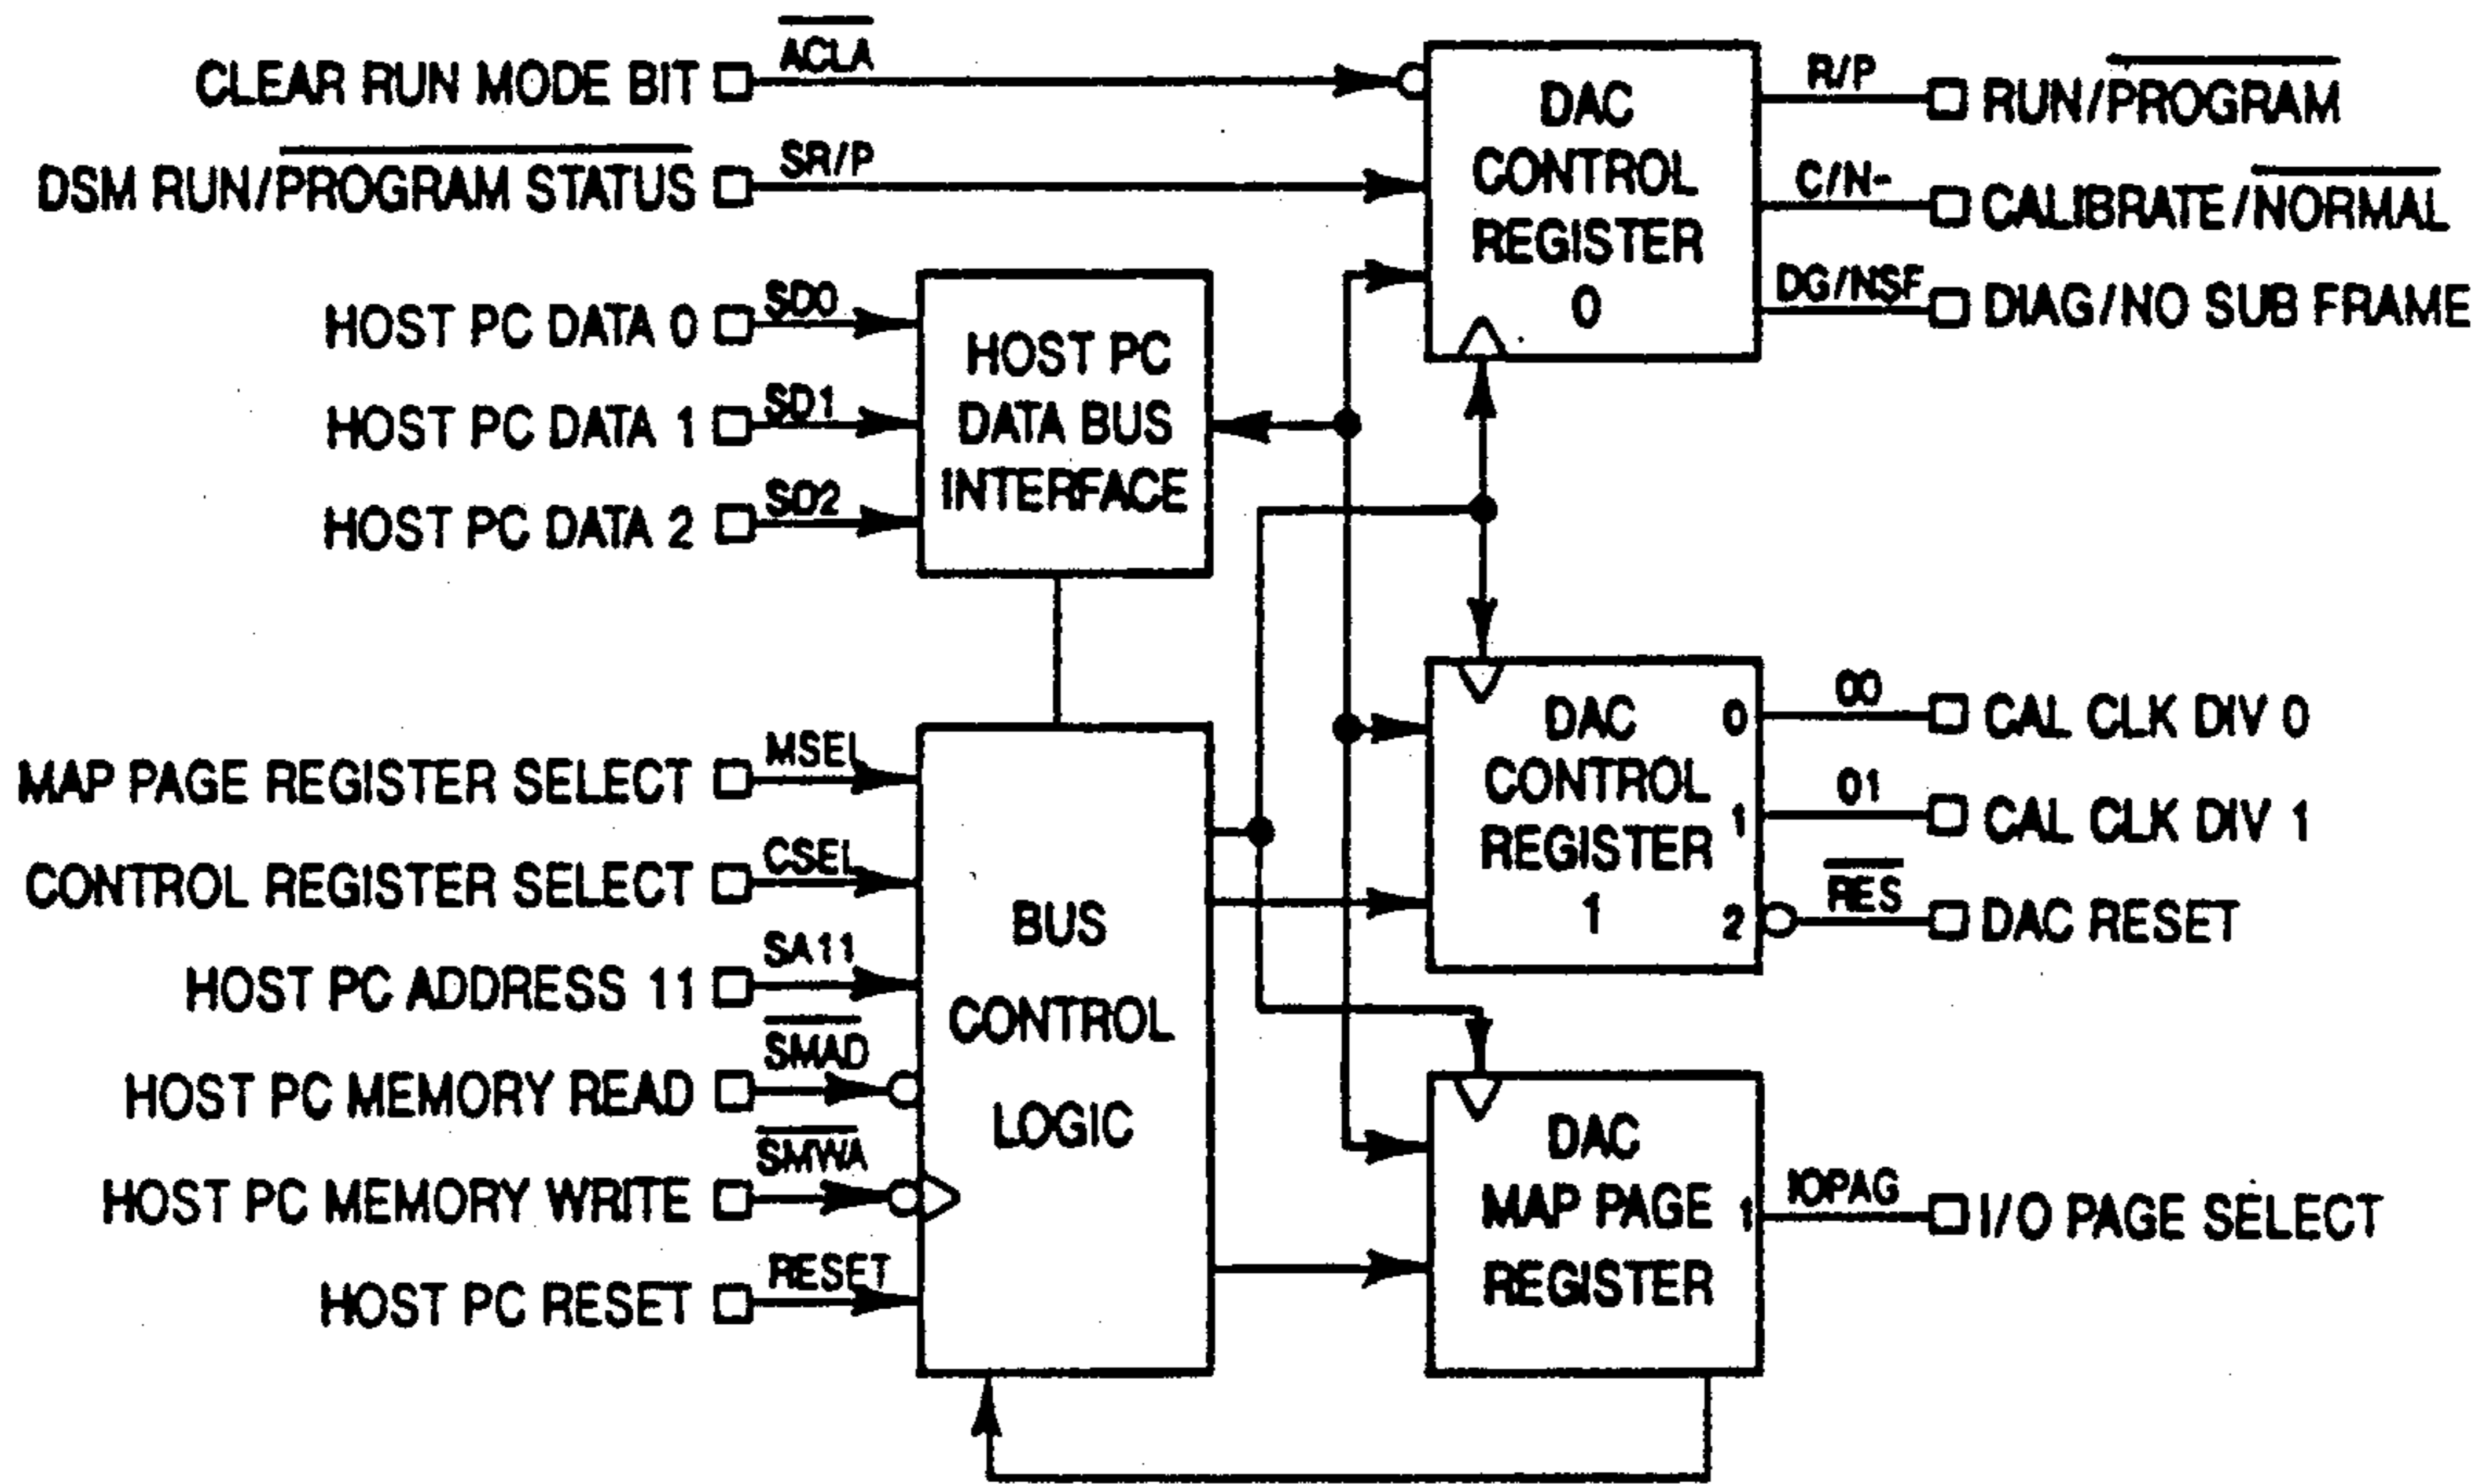 CLEAR RUN MODE BIT
ACLA
DSM RUN/PROGRAM STATUS
SR/P
HOST PC DATA 0
SD0
HOST PC DATA 1
SD1
HOST PC DATA 2
SD2
HOST PC
DATA BUS
INTERFACE
MAP PAGE REGISTER SELECT
MSEL
CONTROL REGISTER SELECT
CSEL
HOST PC ADDRESS 11
SA11
HOST PC MEMORY READ
SMAD
HOST PC MEMORY WRITE
SMWA
HOST PC RESET
RESET
BUS
CONTROL
LOGIC
DAC
CONTROL
REGISTER
0
R/P
RUN/PROGRAM
C/N-
CALIBRATE/NORMAL
DG/NSF
DIAG/NO SUB FRAME
DAC
CONTROL
REGISTER
1
0
00
CAL CLK DIV 0
1
01
CAL CLK DIV 1
2
RES
DAC RESET
DAC
MAP PAGE
REGISTER
1
IOPAG
I/O PAGE SELECT